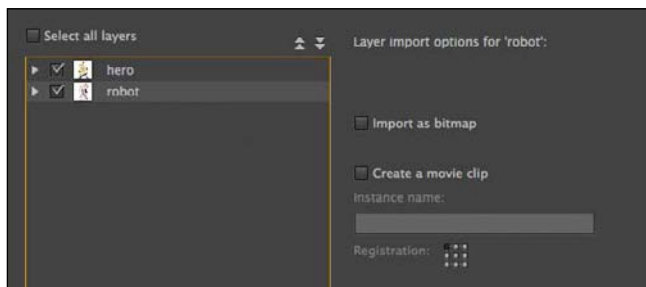 Select all layers
hero
robot
Layer import options for 'robot':
Import as bitmap
Create a movie clip
Instance name:
Registration: